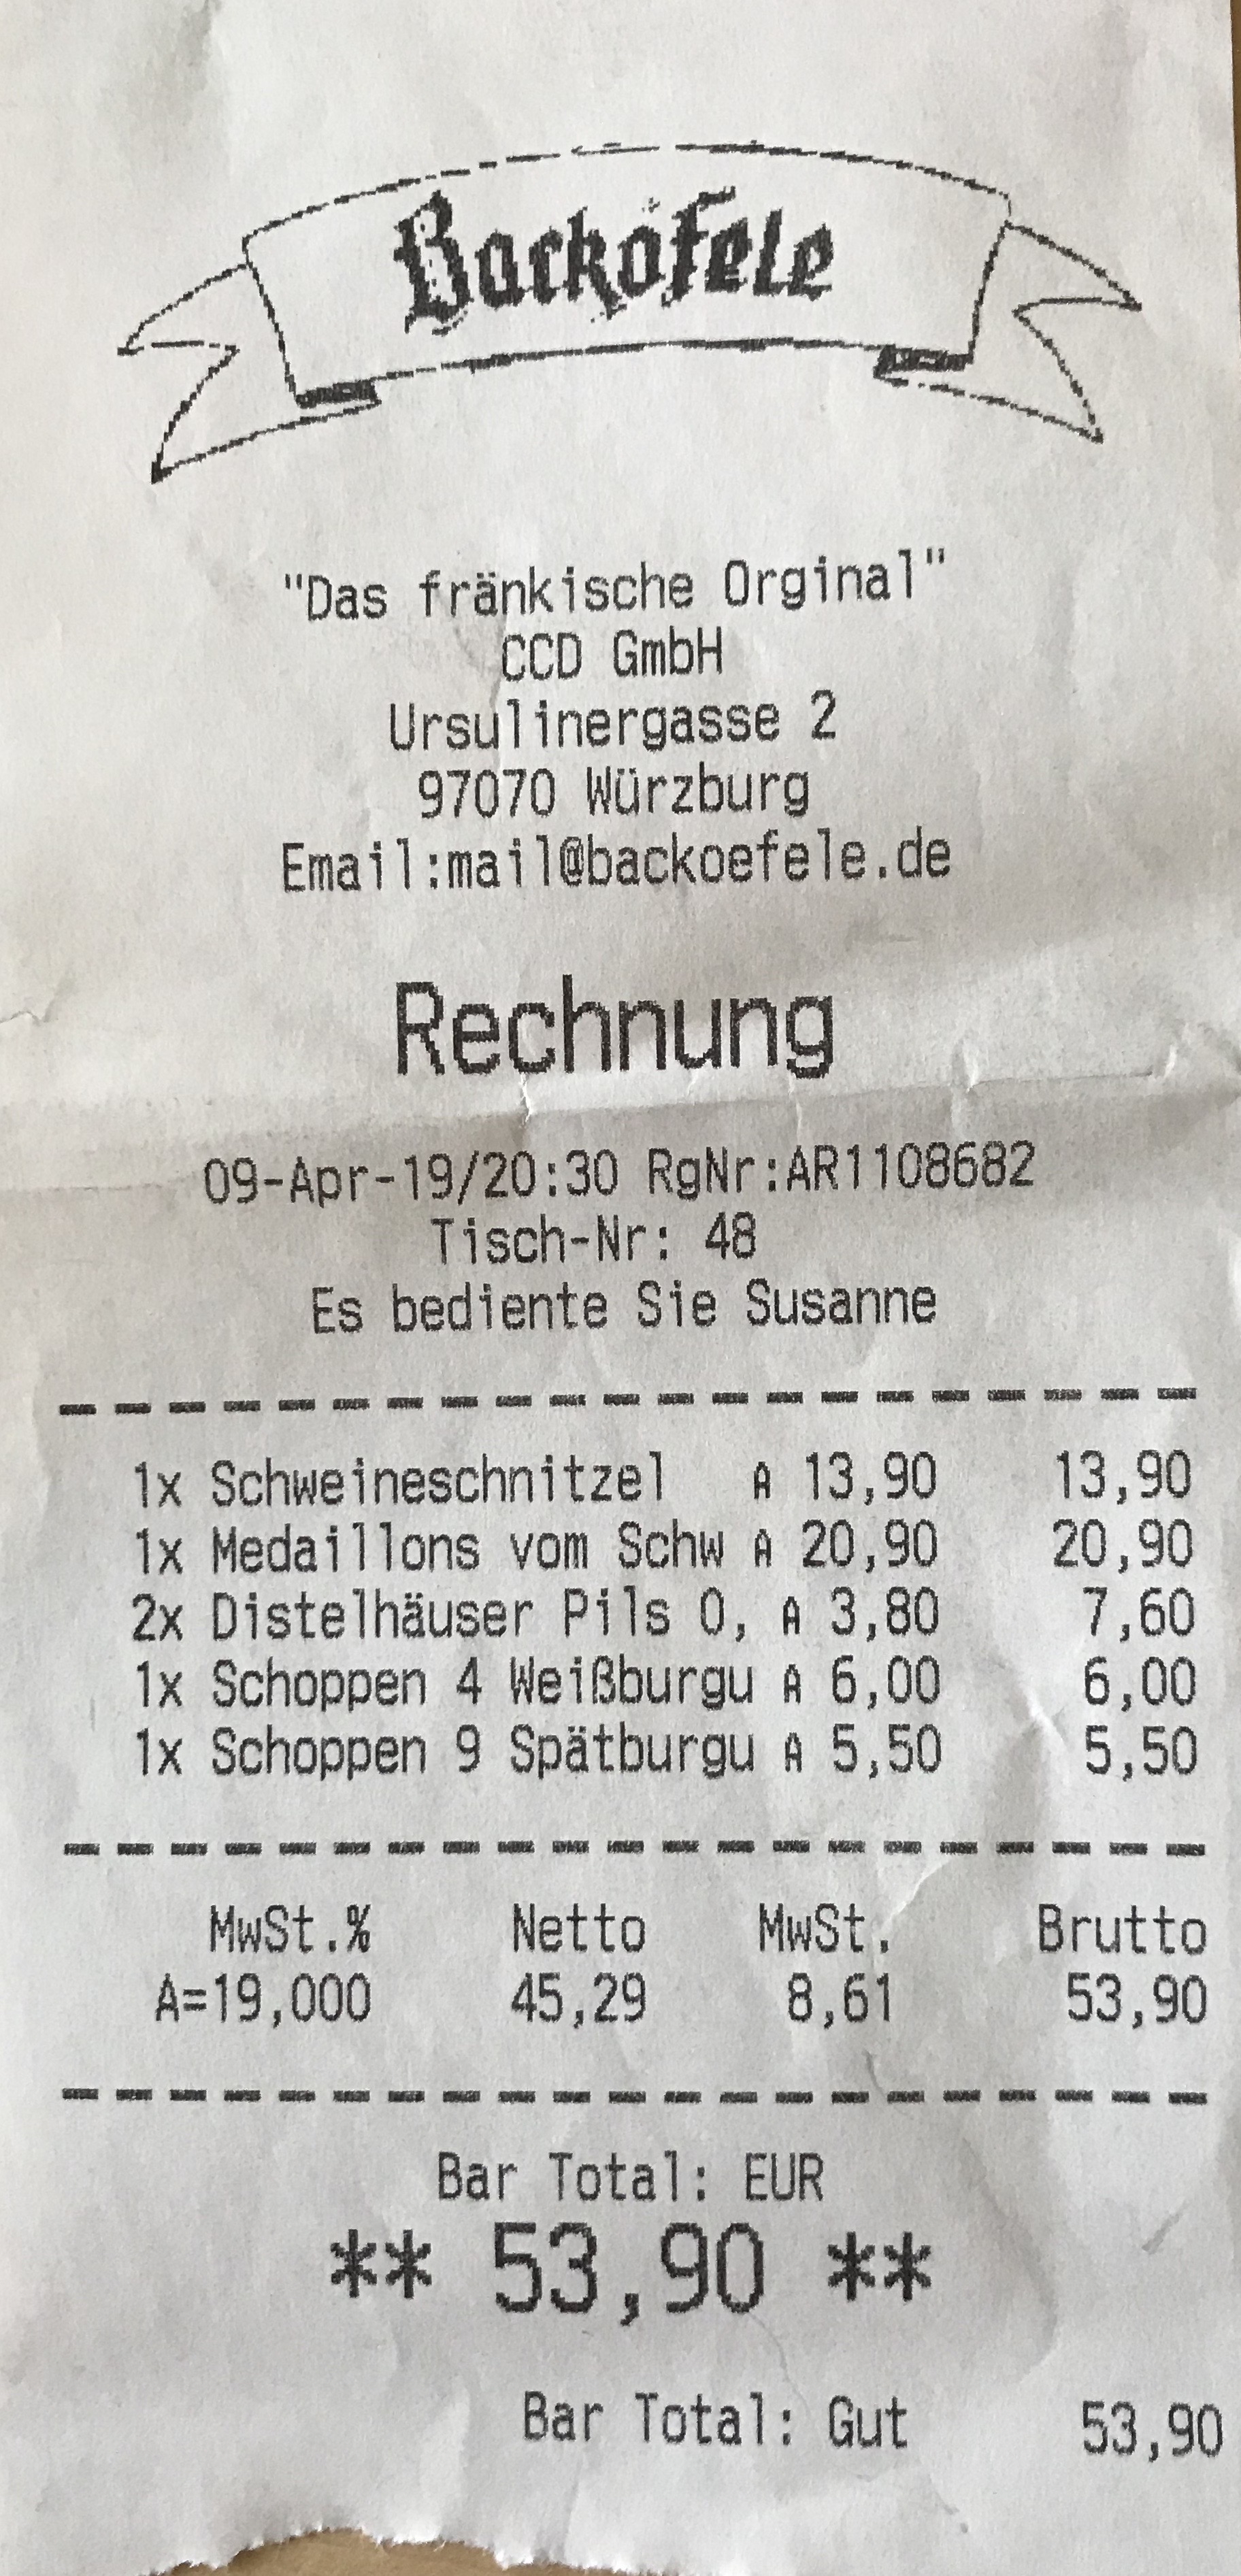 Backöfele
"Das fränkische Orginal"
CCD GmbH
Ursulinergasse 2
97070 Würzburg
Email:mail@backoefele.de
Rechnung
09-Apr-19/20:30 RgNr:AR1108682
Tisch-Nr: 48
Es bediente Sie Susanne
1x Schweineschnitzel A 13,90 13,90
1x Medaillons vom Schw A 20,90 20,90
2x Distelhäuser Pils 0, A 3,80 7,60
1x Schoppen 4 Weißburgu A 6,00 6,00
1x Schoppen 9 Spätburgu A 5,50 5,50
MwSt.% Netto MwSt. Brutto
A=19,000 45,29 8,61 53,90
Bar Total: EUR
** 53,90 **
Bar Total: Gut 53,90